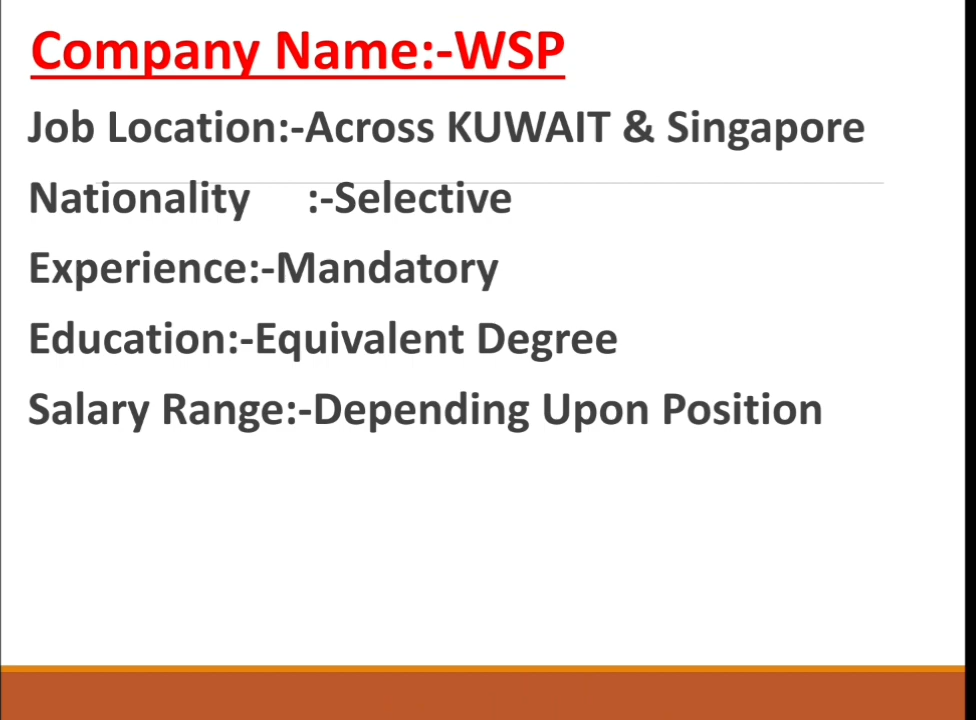 Company Name:-WSP
Job Location:-Across KUWAIT & Singapore
Nationality :-Selective
Experience:-Mandatory
Education:-Equivalent Degree
Salary Range:-Depending Upon Position